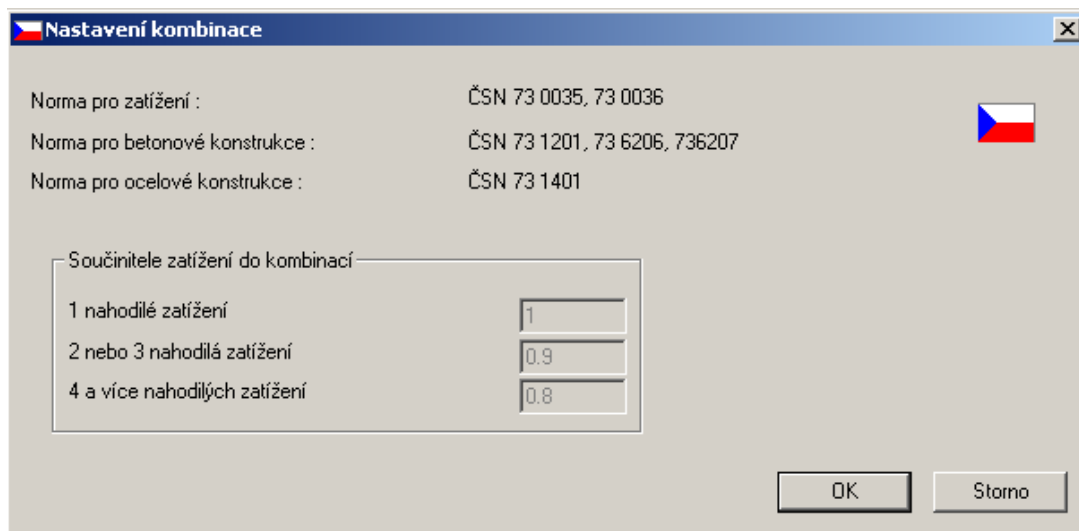 Nastavení kombinace
Norma pro zatížení : ČSN 73 0035, 73 0036
Norma pro betonové konstrukce : ČSN 73 1201, 73 6206, 736207
Norma pro ocelové konstrukce : ČSN 73 1401
Součinitele zatížení do kombinací
1 nahodilé zatížení 1
2 nebo 3 nahodilá zatížení 0.9
4 a více nahodilých zatížení 0.8
OK Storno